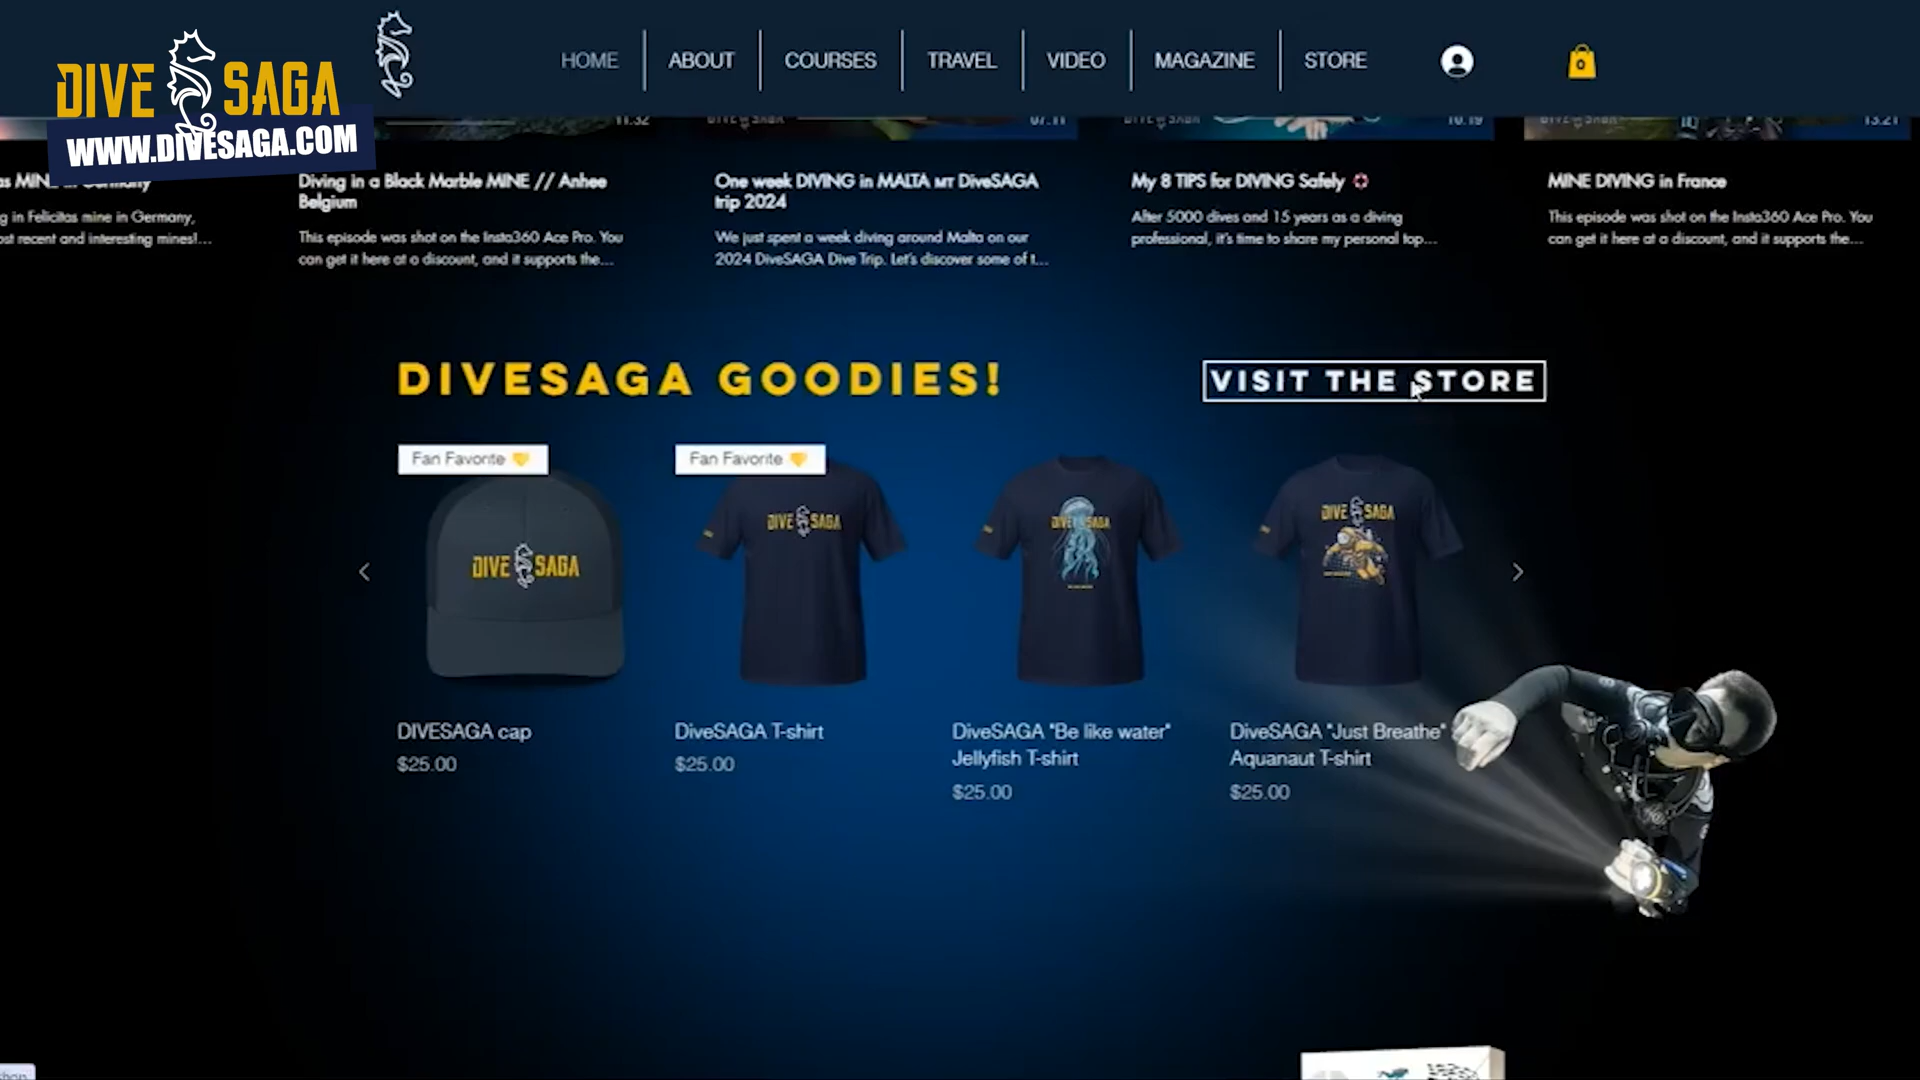 DIVE SAGA
WWW.DIVESAGA.COM
HOME
ABOUT
COURSES
TRAVEL
VIDEO
MAGAZINE
STORE
0
11:32
07:11
10:19
13:21
Germany
g in Felicitas mine in Germany,
ost recent and interesting mines!...
Diving in a Black Marble MINE // Anhee
Belgium
This episode was shot on the Insta360 Ace Pro. You
can get it here at a discount, and it supports the...
One week DIVING in MALTA MT DiveSAGA
trip 2024
We just spent a week diving around Malta on our
2024 DiveSAGA Dive Trip. Let's discover some of t...
My 8 TIPS for DIVING Safely
After 5000 dives and 15 years as a diving
professional, it's time to share my personal top...
MINE DIVING in France
This episode was shot on the Insta360 Ace Pro. You
can get it here at a discount, and it supports the...
DIVESAGA GOODIES!
VISIT THE STORE
Fan Favorite
Fan Favorite
DIVE SAGA
DIVE SAGA
DIVE SAGA
DIVE SAGA
DIVESAGA cap
$25.00
DiveSAGA T-shirt
$25.00
DiveSAGA "Be like water"
Jellyfish T-shirt
$25.00
DiveSAGA "Just Breathe"
Aquanaut T-shirt
$25.00